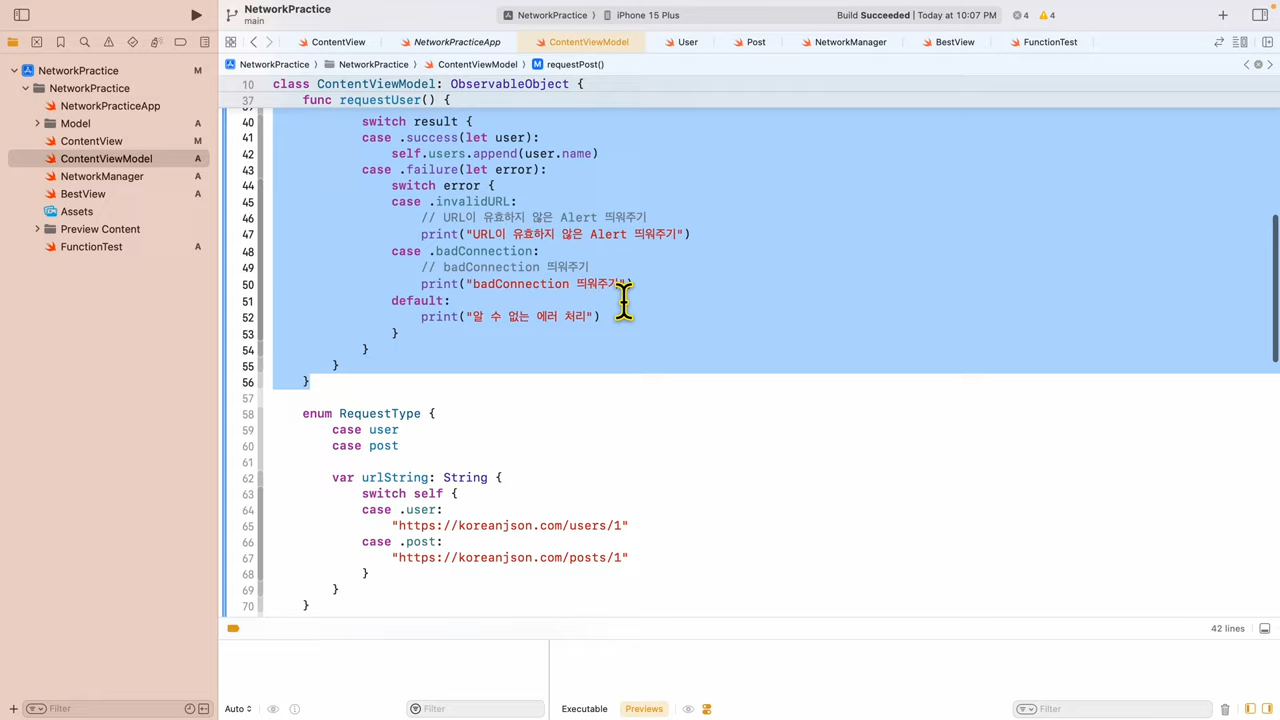 NetworkPractice
main
NetworkPractice
iPhone 15 Plus
Build Succeeded | Today at 10:07 PM
4
4
ContentView
NetworkPracticeApp
ContentViewModel
User
Post
NetworkManager
BestView
FunctionTest
NetworkPractice
NetworkPractice
ContentViewModel
M requestPost()
NetworkPractice M
NetworkPractice
NetworkPracticeApp
Model A
ContentView M
ContentViewModel A
NetworkManager A
BestView A
Assets
Preview Content
FunctionTest A
10 class ContentViewModel: ObservableObject {
37 func requestUser() {
40 switch result {
41 case .success(let user):
42 self.users.append(user.name)
43 case .failure(let error):
44 switch error {
45 case .invalidURL:
46 // URL이 유효하지 않은 Alert 띄워주기
47 print("URL이 유효하지 않은 Alert 띄워주기")
48 case .badConnection:
49 // badConnection 띄워주기
50 print("badConnection 띄워주기")
51 default:
52 print("알 수 없는 에러 처리")
53 }
54 }
55 }
56 }
57
58 enum RequestType {
59 case user
60 case post
61
62 var urlString: String {
63 switch self {
64 case .user:
65 "https://koreanjson.com/users/1"
66 case .post:
67 "https://koreanjson.com/posts/1"
68 }
69 }
70 }
42 lines
Filter
Auto
Filter
Executable
Previews
Filter